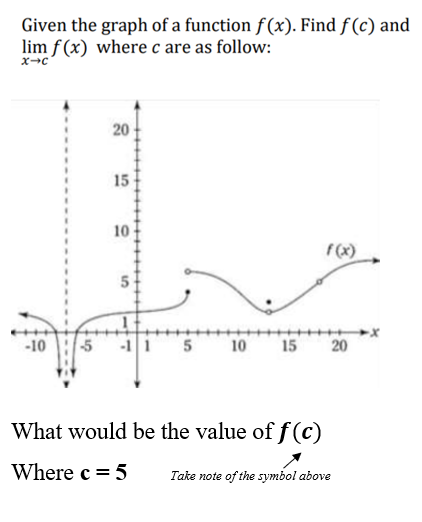 Given the graph of a function f(x). Find f(c) and
lim f(x) where c are as follow:
x→c
20
15
10
f(x)
5
1
x
-10 -5 -1 1 5 10 15 20
What would be the value of f(c)
Where c = 5 Take note of the symbol above